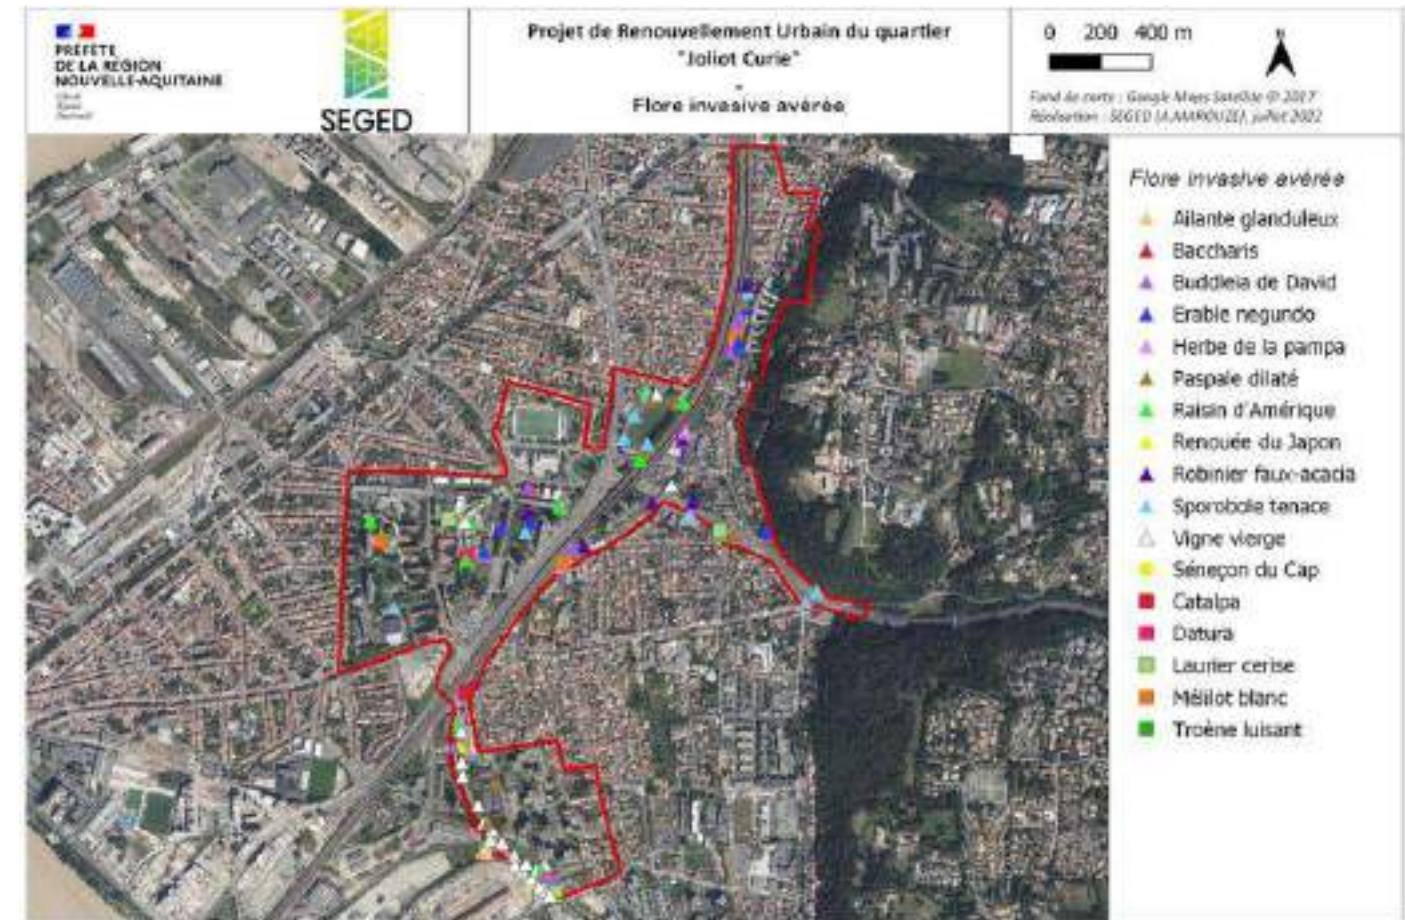 PRÉFÈTE
DE LA RÉGION
NOUVELLE-AQUITAINE
SEGED
Projet de Renouvellement Urbain du quartier
"Joliot Curie"
-
Flore invasive avérée
0 200 400 m
Fond de carte : Google Maps Satellite © 2017
Réalisation : SEGED (A.MAROUZE), juillet 2022
Flore invasive avérée
Ailante glanduleux
Baccharis
Buddleia de David
Erable negundo
Herbe de la pampa
Paspale dilaté
Raisin d'Amérique
Renouée du Japon
Robinier faux-acacia
Sporobole tenace
Vigne vierge
Séneçon du Cap
Catalpa
Datura
Laurier cerise
Mélilot blanc
Troène luisant